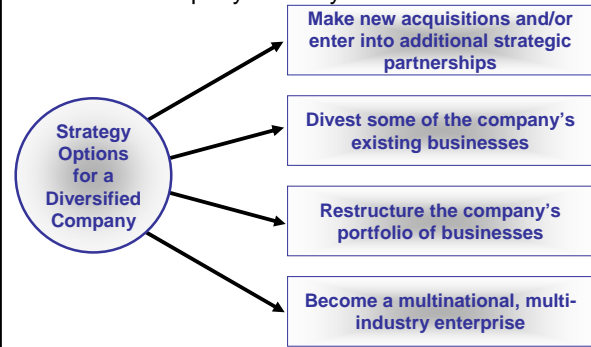 Make new acquisitions and/or
enter into additional strategic
partnerships
Strategy
Options
for a
Diversified
Company
Divest some of the company’s
existing businesses
Restructure the company’s
portfolio of businesses
Become a multinational, multi-
industry enterprise